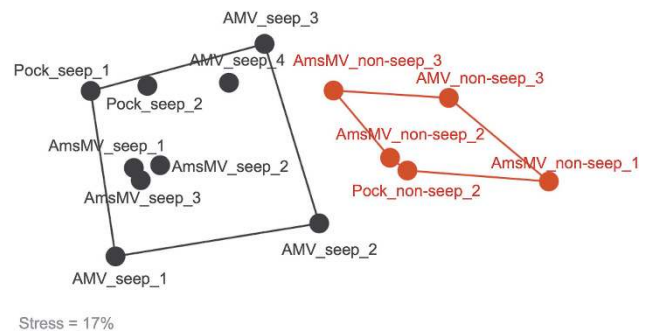 AMV_seep_3
Pock_seep_1
AMV_seep_4
AmsMV_non-seep_3
Pock_seep_2
AMV_non-seep_3
AmsMV_seep_1
AmsMV_non-seep_2
AmsMV_seep_2
AmsMV_non-seep_1
AmsMV_seep_3
Pock_non-seep_2
AMV_seep_2
AMV_seep_1
Stress = 17%